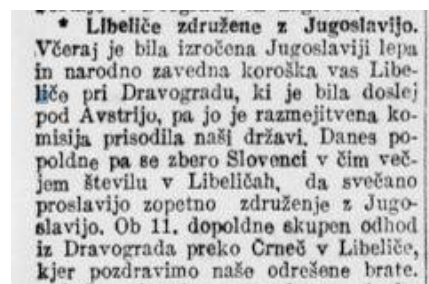 * Libeliče združene z Jugoslavijo.
Včeraj je bila izročena Jugoslaviji lepa
in narodno zavedna koroška vas Libe-
liče pri Dravogradu, ki je bila doslej
pod Avstrijo, pa jo je razmejitvena ko-
misija prisodila naši državi. Danes po-
poldne pa se zbero Slovenci v čim več-
jem številu v Libeličah, da svečano
proslavijo zopetno združenje z Jugo-
slavijo. Ob 11. dopoldne skupen odhod
iz Dravograda preko Črneč v Libeliče,
kjer pozdravimo naše odrešene brate.